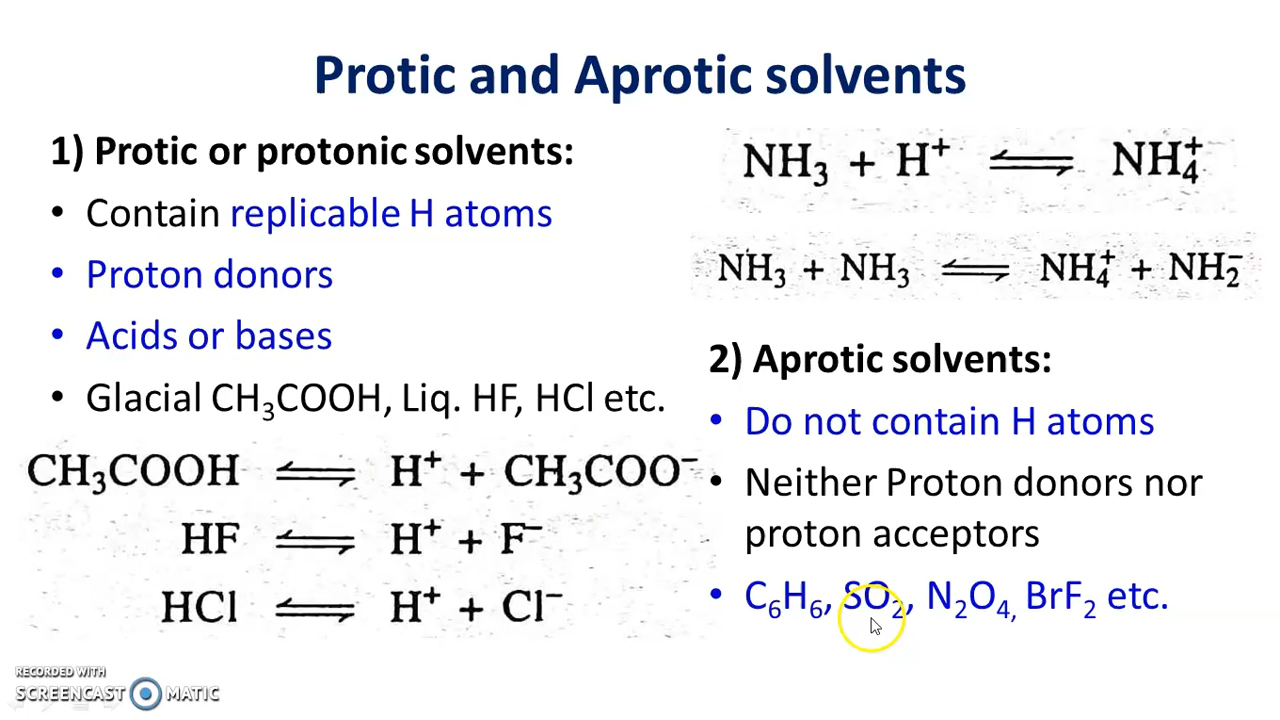 Protic and Aprotic solvents
1) Protic or protonic solvents:
• Contain replicable H atoms
• Proton donors
• Acids or bases
• Glacial CH₃COOH, Liq. HF, HCl etc.
CH₃COOH ⇌ H⁺ + CH₃COO⁻
HF ⇌ H⁺ + F⁻
HCl ⇌ H⁺ + Cl⁻
NH₃ + H⁺ ⇌ NH₄⁺
NH₃ + NH₃ ⇌ NH₄⁺ + NH₂⁻
2) Aprotic solvents:
• Do not contain H atoms
• Neither Proton donors nor
proton acceptors
• C₆H₆, SO₂, N₂O₄, BrF₂ etc.
RECORDED WITH
SCREENCAST MATIC